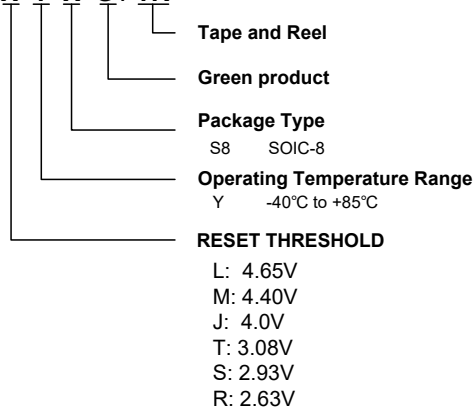 Tape and Reel
Green product
Package Type
S8 SOIC-8
Operating Temperature Range
Y -40℃ to +85℃
RESET THRESHOLD
L: 4.65V
M: 4.40V
J: 4.0V
T: 3.08V
S: 2.93V
R: 2.63V